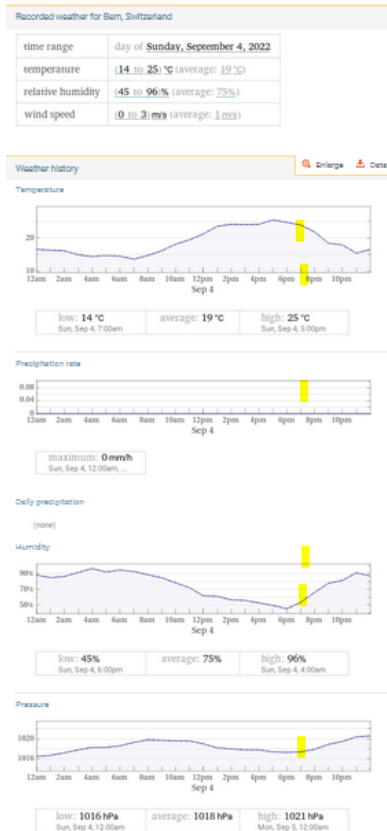 Recorded weather for Bern, Switzerland
time range day of Sunday, September 4, 2022
temperature (14 to 25) °C (average: 19 °C)
relative humidity (45 to 96)% (average: 75%)
wind speed (0 to 3) m/s (average: 1 m/s)
Weather history Enlarge Data
Temperature
20
10
12am 2am 4am 6am 8am 10am 12pm 2pm 4pm 6pm 8pm 10pm
Sep 4
low: 14 °C average: 19 °C high: 25 °C
Sun, Sep 4, 7:00am Sun, Sep 4, 5:00pm
Precipitation rate
0.08
0.04
0
12am 2am 4am 6am 8am 10am 12pm 2pm 4pm 6pm 8pm 10pm
Sep 4
maximum: 0 mm/h
Sun, Sep 4, 12:00am, ...
Daily precipitation
(none)
Humidity
90%
70%
50%
12am 2am 4am 6am 8am 10am 12pm 2pm 4pm 6pm 8pm 10pm
Sep 4
low: 45% average: 75% high: 96%
Sun, Sep 4, 6:00pm Sun, Sep 4, 4:00am
Pressure
1020
1016
12am 2am 4am 6am 8am 10am 12pm 2pm 4pm 6pm 8pm 10pm
Sep 4
low: 1016 hPa average: 1018 hPa high: 1021 hPa
Sun, Sep 4, 12:00am Mon, Sep 5, 12:00am